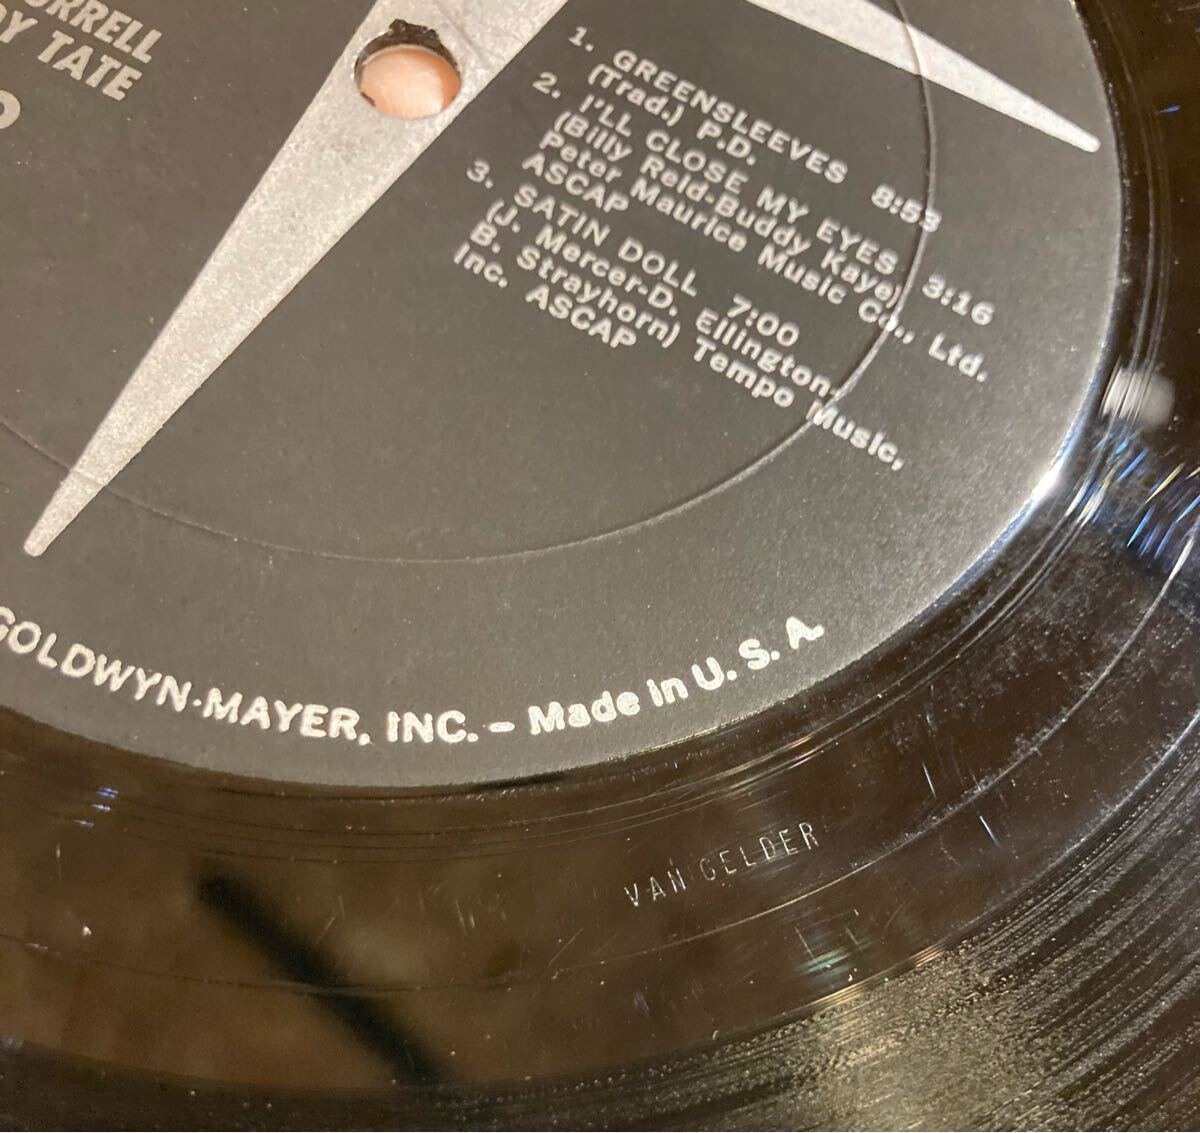 TATE
1. GREENSLEEVES 8:53
(Trad.) P.D.
2. I'LL CLOSE MY EYES 3:16
(Billy Reid-Buddy Kaye)
Peter Maurice Music Co., Ltd.
ASCAP
3. SATIN DOLL 7:00
(J. Mercer-D. Ellington,
B. Strayhorn) Tempo Music,
Inc. ASCAP
GOLDWYN-MAYER, INC. – Made in U. S. A.
VAN GELDER